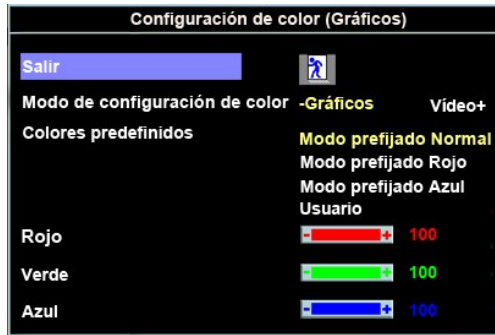 Configuración de color (Gráficos)
Salir
Modo de configuración de color -Gráficos Vídeo+
Colores predefinidos
Modo prefijado Normal
Modo prefijado Rojo
Modo prefijado Azul
Usuario
Rojo - + 100
Verde - + 100
Azul - + 100